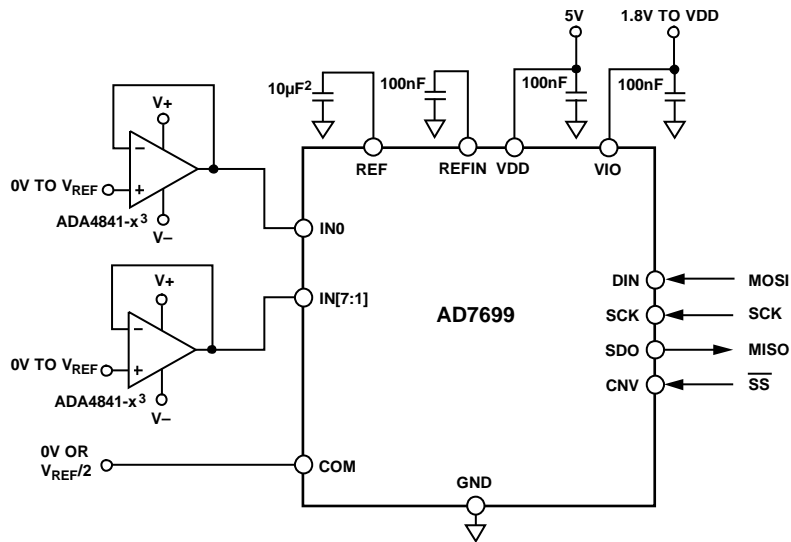 5V
1.8V TO VDD
10µF2
100nF
100nF
100nF
V+
–
+
0V TO VREF
ADA4841-x3
V–
REF
REFIN
VDD
VIO
IN0
V+
–
+
0V TO VREF
ADA4841-x3
V–
IN[7:1]
AD7699
DIN
MOSI
SCK
SCK
SDO
MISO
CNV
SS
0V OR
VREF/2
COM
GND